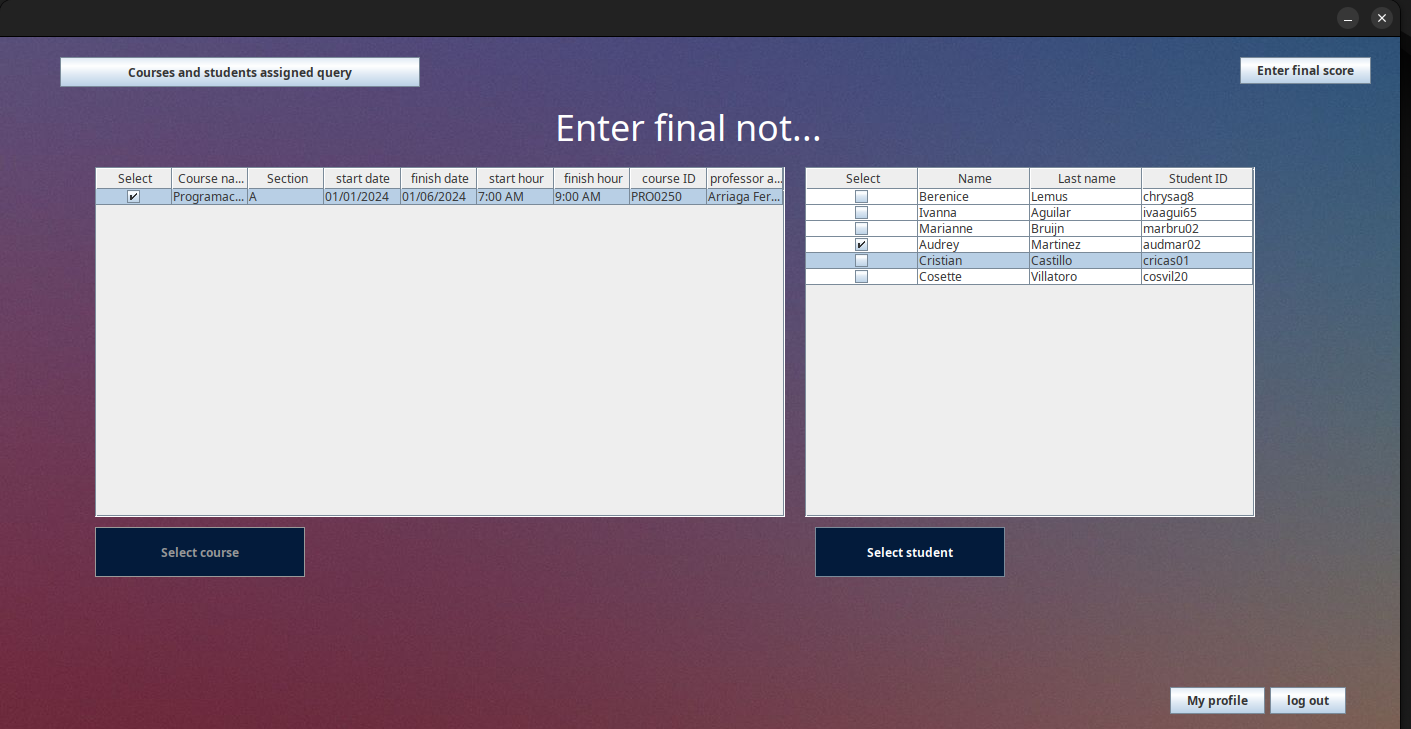 Courses and students assigned query
Enter final score
Enter final not...
Select Course na... Section start date finish date start hour finish hour course ID professor a...
Programac... A 01/01/2024 01/06/2024 7:00 AM 9:00 AM PRO0250 Arriaga Fer...
Select Name Last name Student ID
Berenice Lemus chrysag8
Ivanna Aguilar ivaagui65
Marianne Bruijn marbru02
Audrey Martinez audmar02
Cristian Castillo cricas01
Cosette Villatoro cosvil20
Select course
Select student
My profile
log out